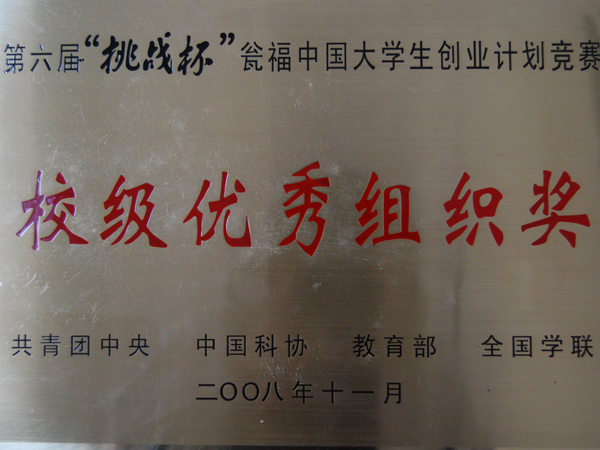 第六届“挑战杯”瓮福中国大学生创业计划竞赛
校级优秀组织奖
共青团中央 中国科协 教育部 全国学联
二〇〇八年十一月